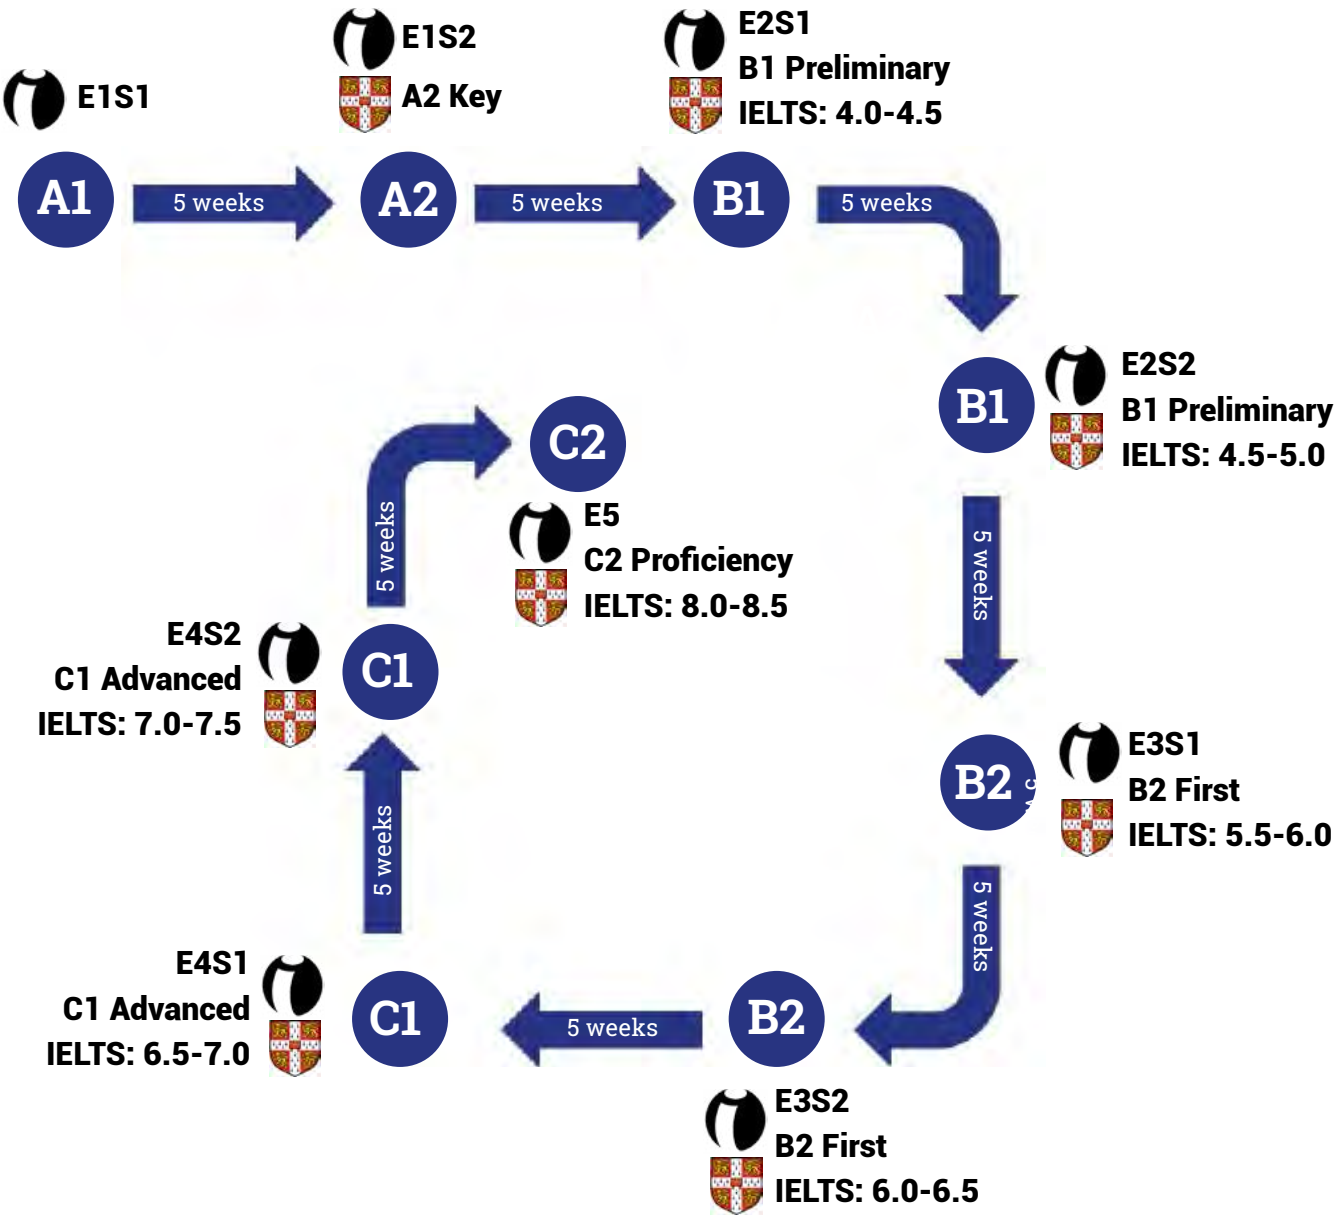 E1S1
A1
5 weeks
E1S2
A2 Key
A2
5 weeks
E2S1
B1 Preliminary
IELTS: 4.0-4.5
B1
5 weeks
B1
E2S2
B1 Preliminary
IELTS: 4.5-5.0
5 weeks
B2
E3S1
B2 First
IELTS: 5.5-6.0
5 weeks
B2
E3S2
B2 First
IELTS: 6.0-6.5
5 weeks
C1
E4S1
C1 Advanced
IELTS: 6.5-7.0
5 weeks
C1
E4S2
C1 Advanced
IELTS: 7.0-7.5
5 weeks
C2
E5
C2 Proficiency
IELTS: 8.0-8.5